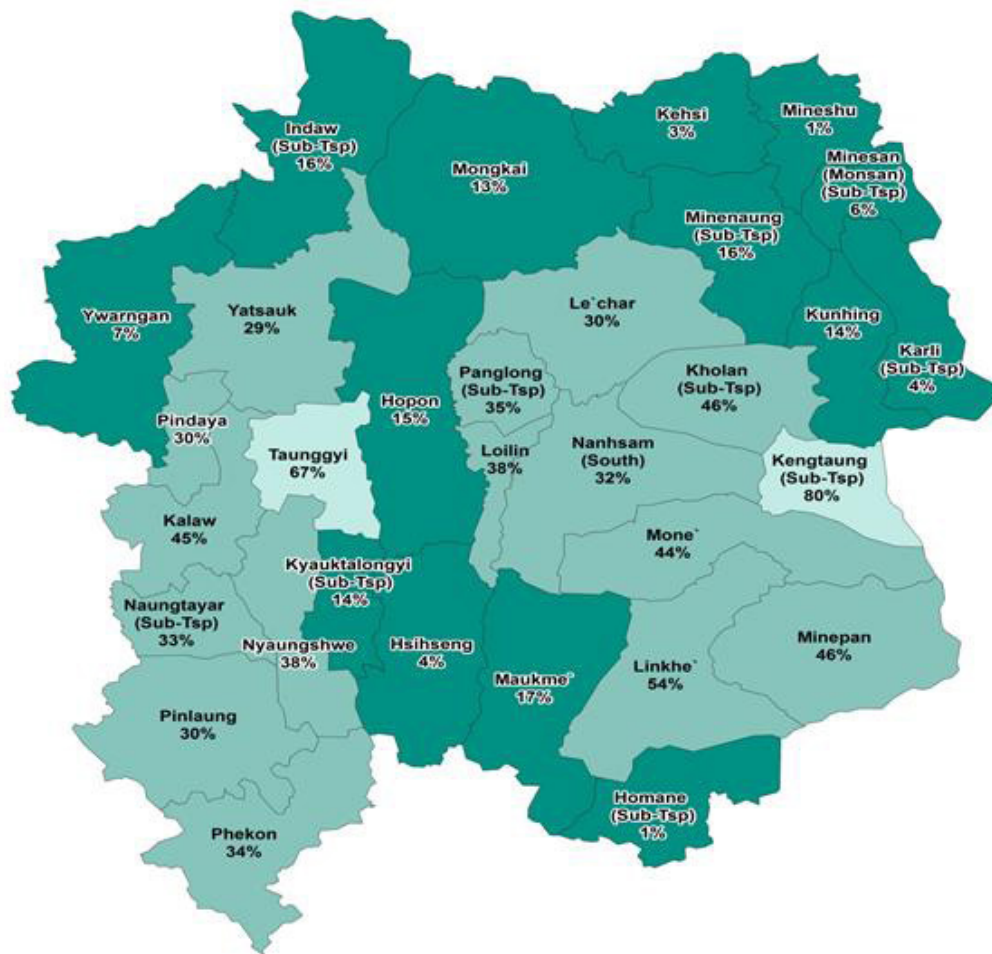 Kehsi
3%
Mineshu
1%
Indaw
(Sub-Tsp)
16%
Mongkai
13%
Minesan
(Monsan)
(Sub-Tsp)
6%
Minenaung
(Sub-Tsp)
16%
Ywarngan
7%
Yatsauk
29%
Le`char
30%
Kunhing
14%
Karli
(Sub-Tsp)
4%
Panglong
(Sub-Tsp)
35%
Kholan
(Sub-Tsp)
46%
Hopon
15%
Pindaya
30%
Taunggyi
67%
Loilin
38%
Nanhsam
(South)
32%
Kengtaung
(Sub-Tsp)
80%
Kalaw
45%
Mone`
44%
Kyauktalongyi
(Sub-Tsp)
14%
Naungtayar
(Sub-Tsp)
33%
Nyaungshwe
38%
Hsihseng
4%
Minepan
46%
Linkhe`
54%
Maukme`
17%
Pinlaung
30%
Homane
(Sub-Tsp)
1%
Phekon
34%